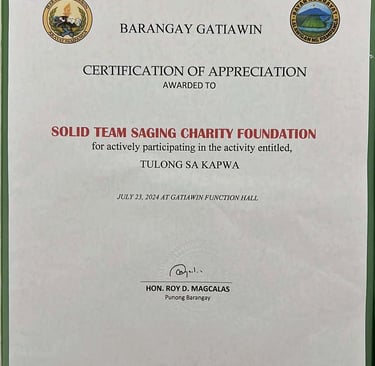 BARANGAY GATIAWIN
CERTIFICATION OF APPRECIATION
AWARDED TO
SOLID TEAM SAGING CHARITY FOUNDATION
for actively participating in the activity entitled,
TULONG SA KAPWA
JULY 23, 2024 AT GATIAWIN FUNCTION HALL
HON. ROY D. MAGCALAS
Punong Barangay